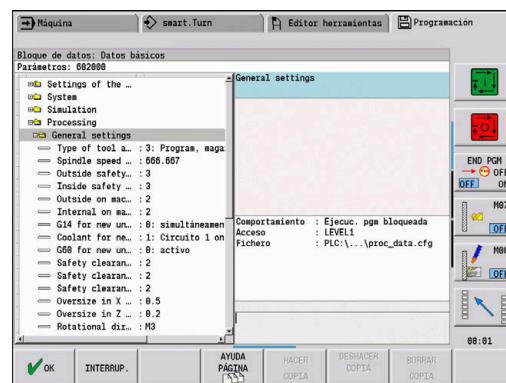 Máquina
smart.Turn
Editor herramientas
Programación
Bloque de datos: Datos básicos
Parámetros: 602000
Settings of the …
System
Simulation
Processing
General settings
Type of tool a… : 3: Program, maga
Spindle speed … : 666.667
Outside safety… : 3
Inside safety … : 3
Outside on mac… : 2
Internal on ma… : 2
G14 for new un… : 0: simultáneamen
Coolant for ne… : 1: Circuito 1 on
G60 for new un… : 0: activo
Safety clearan… : 2
Safety clearan… : 2
Safety clearan… : 2
Oversize in X … : 0.5
Oversize in Z … : 0.2
Rotational dir… : M3
General settings
Comportamiento : Ejecuc. pgm bloqueada
Acceso : LEVEL1
Fichero : PLC:\...\proc_data.cfg
END PGM
OFF
OFF ON
M07
OFF
OFF
08:01
OK
INTERRUP.
AYUDA PÁGINA
HACER COPIA
DESHACER COPIA
BORRAR COPIA